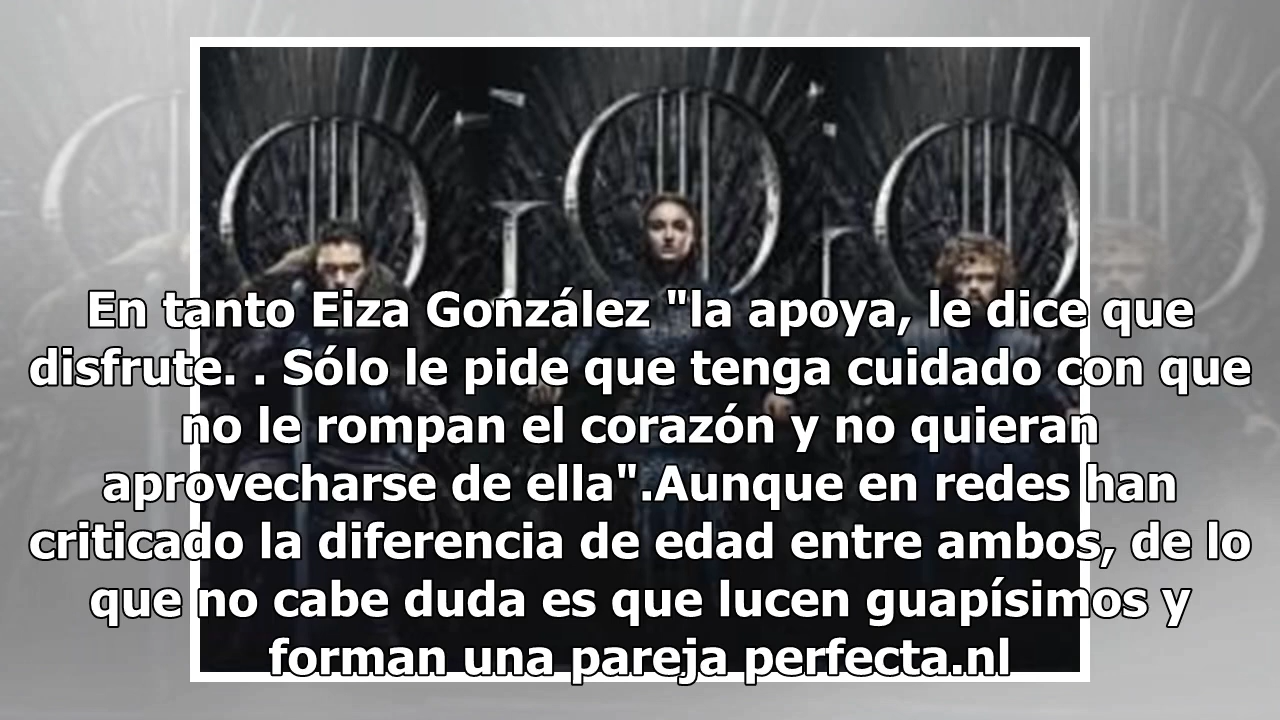 En tanto Eiza González "la apoya, le dice que
disfrute. . Sólo le pide que tenga cuidado con que
no le rompan el corazón y no quieran
aprovecharse de ella".Aunque en redes han
criticado la diferencia de edad entre ambos, de lo
que no cabe duda es que lucen guapísimos y
forman una pareja perfecta.nl